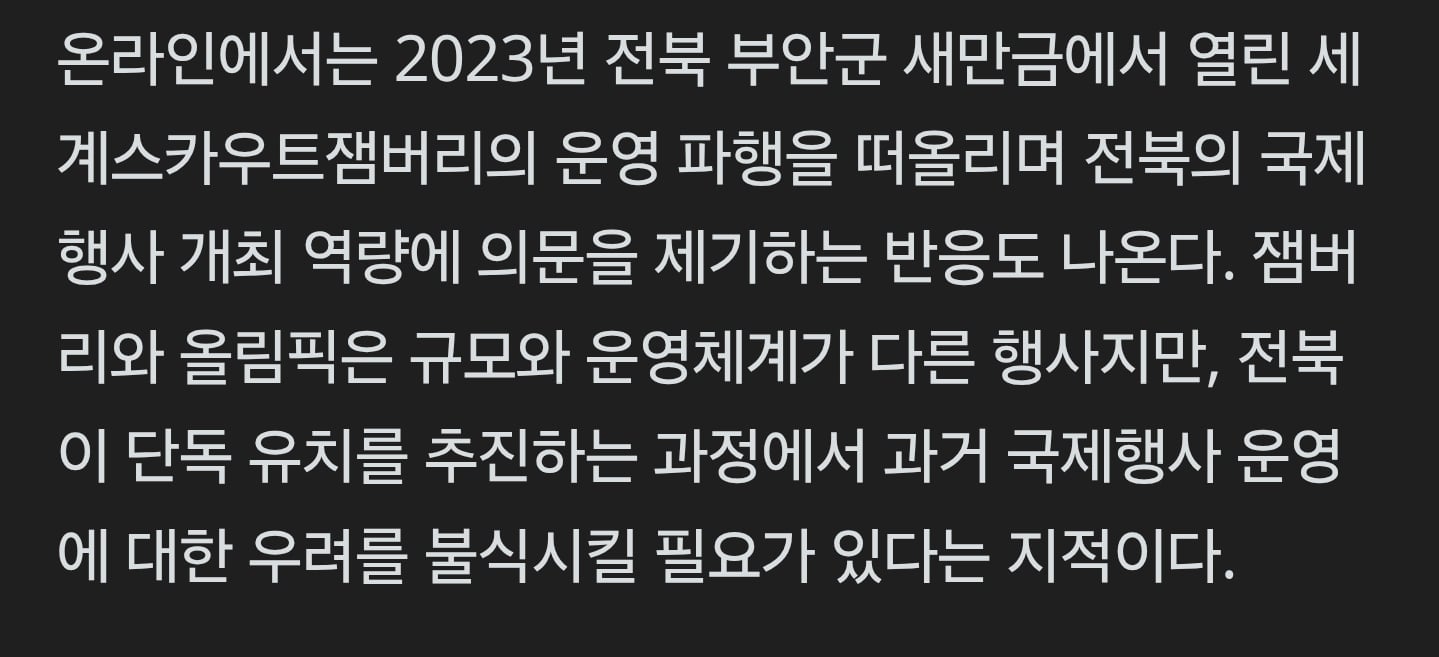 온라인에서는 2023년 전북 부안군 새만금에서 열린 세
계스카우트잼버리의 운영 파행을 떠올리며 전북의 국제
행사 개최 역량에 의문을 제기하는 반응도 나온다. 잼버
리와 올림픽은 규모와 운영체계가 다른 행사지만, 전북
이 단독 유치를 추진하는 과정에서 과거 국제행사 운영
에 대한 우려를 불식시킬 필요가 있다는 지적이다.